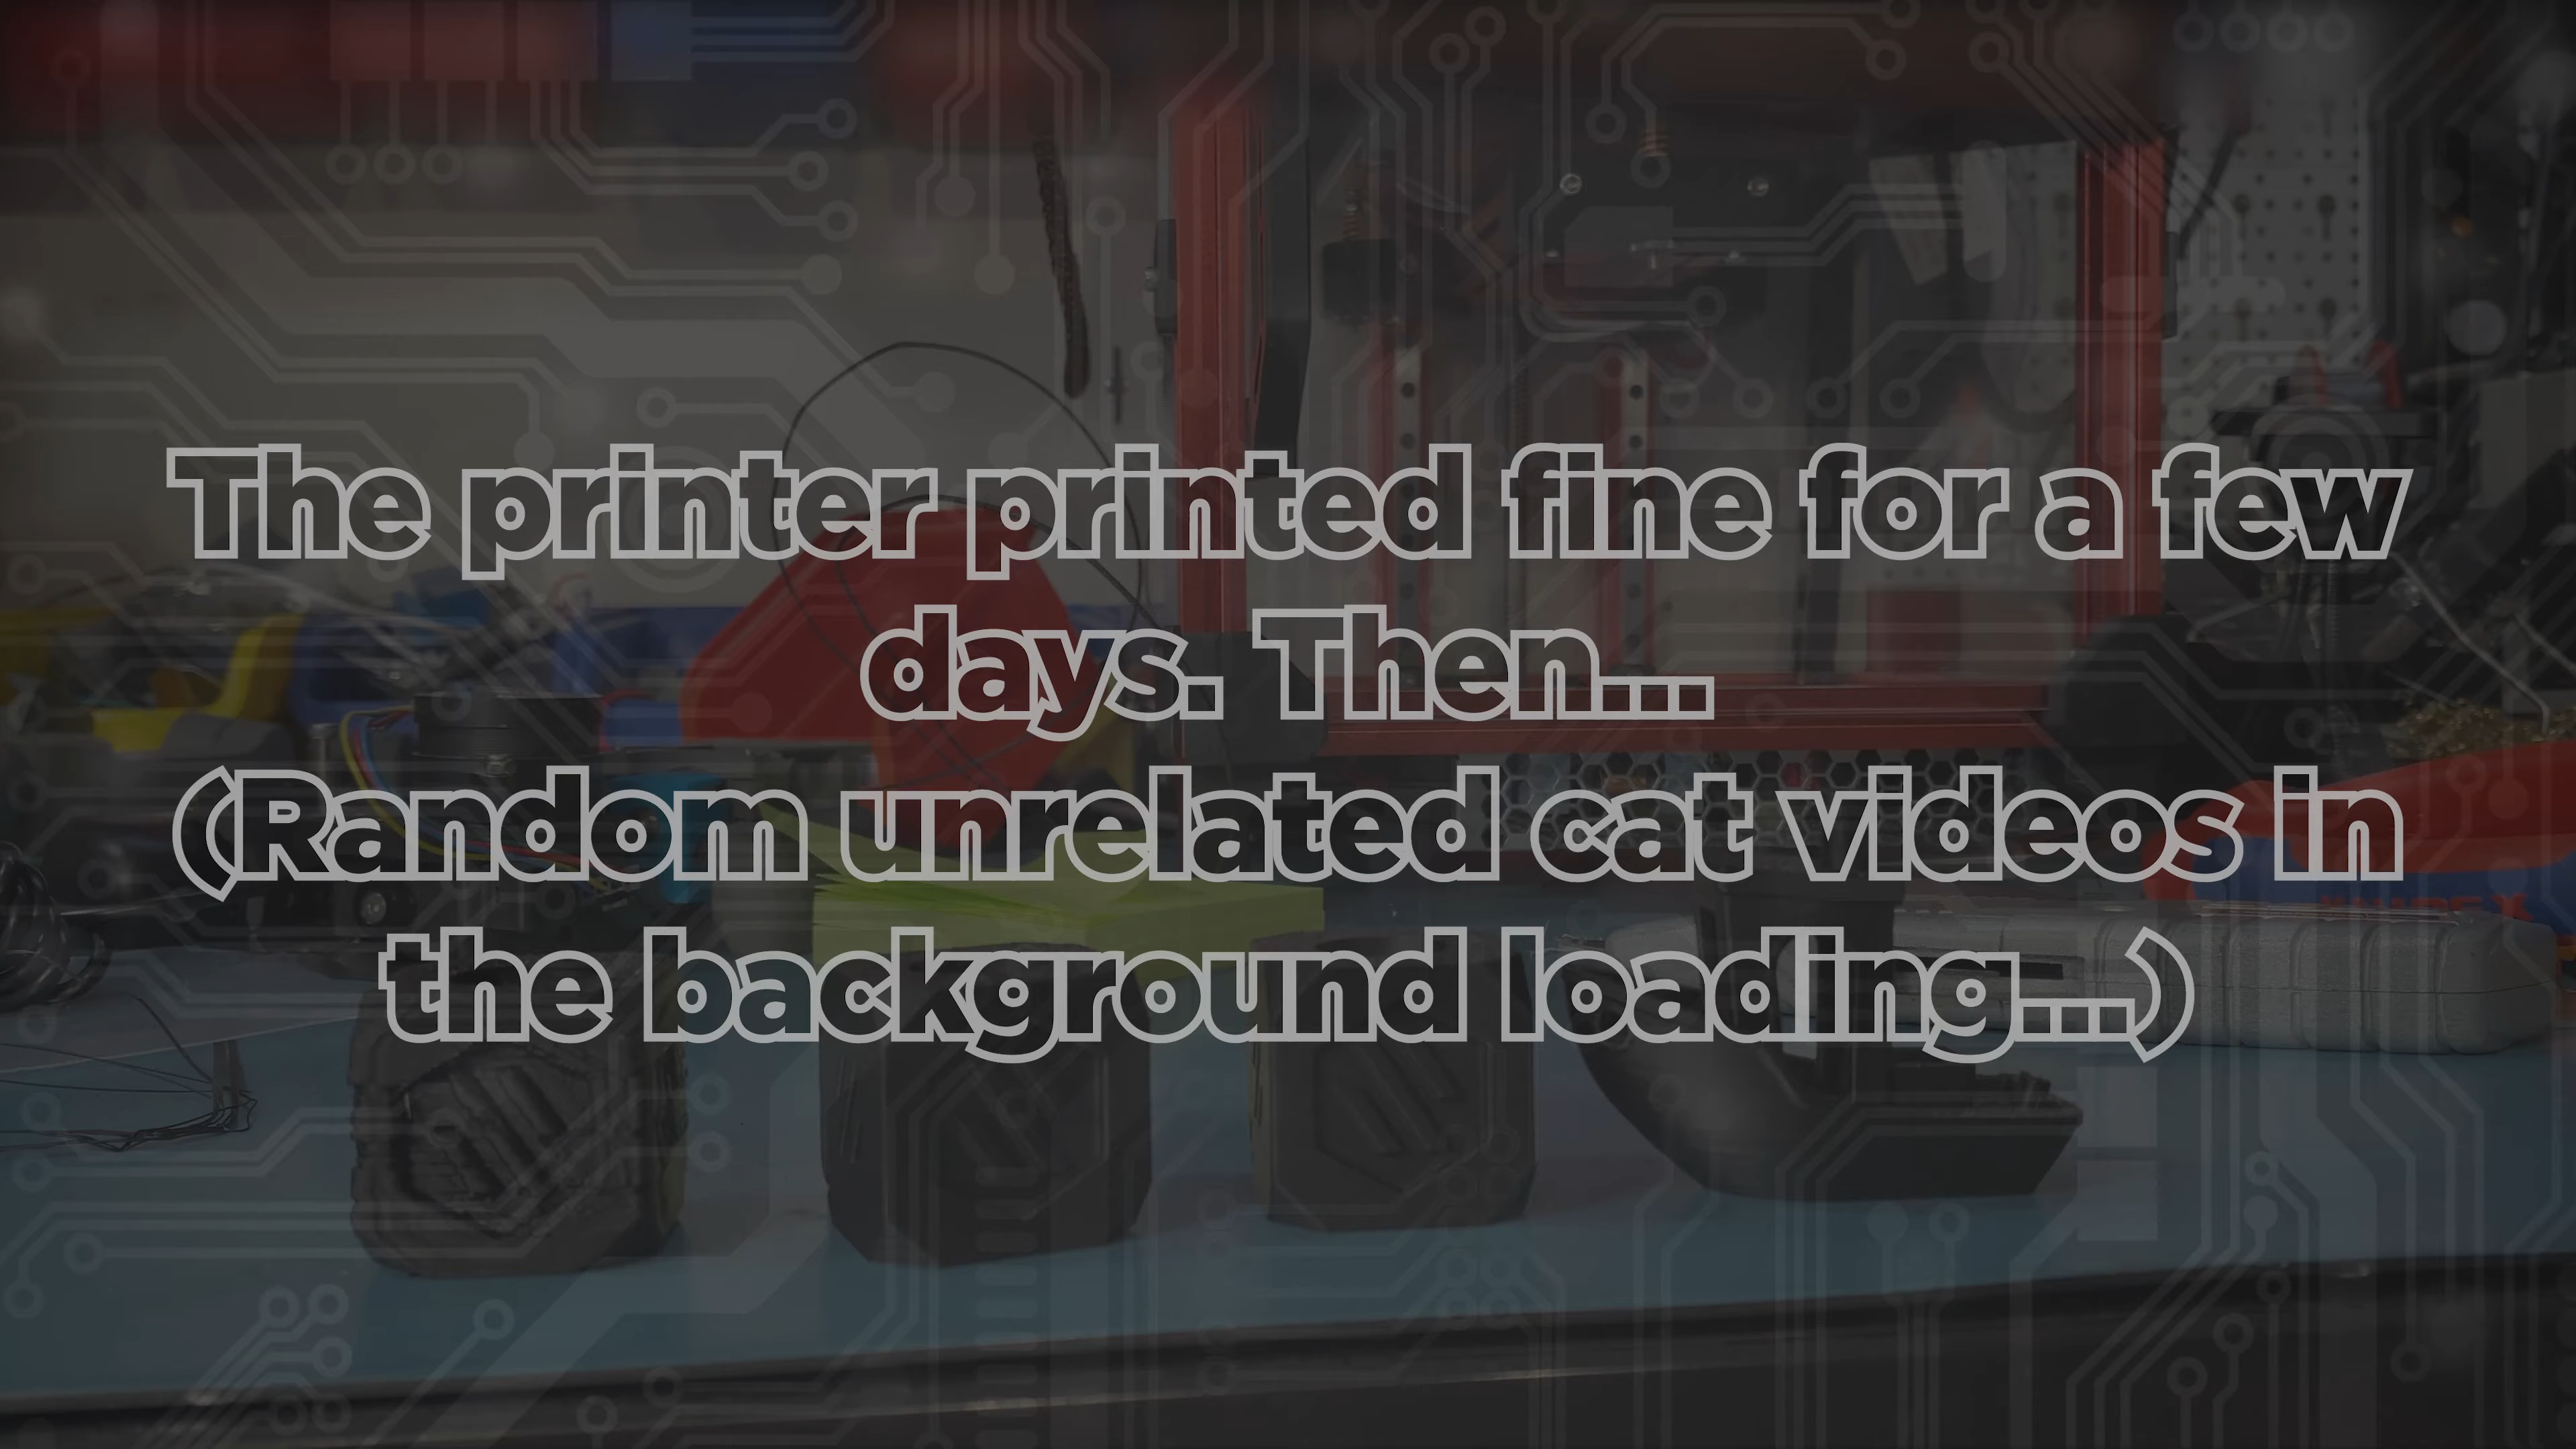 The printer printed fine for a few
days. Then...
(Random unrelated cat videos in
the background loading...)